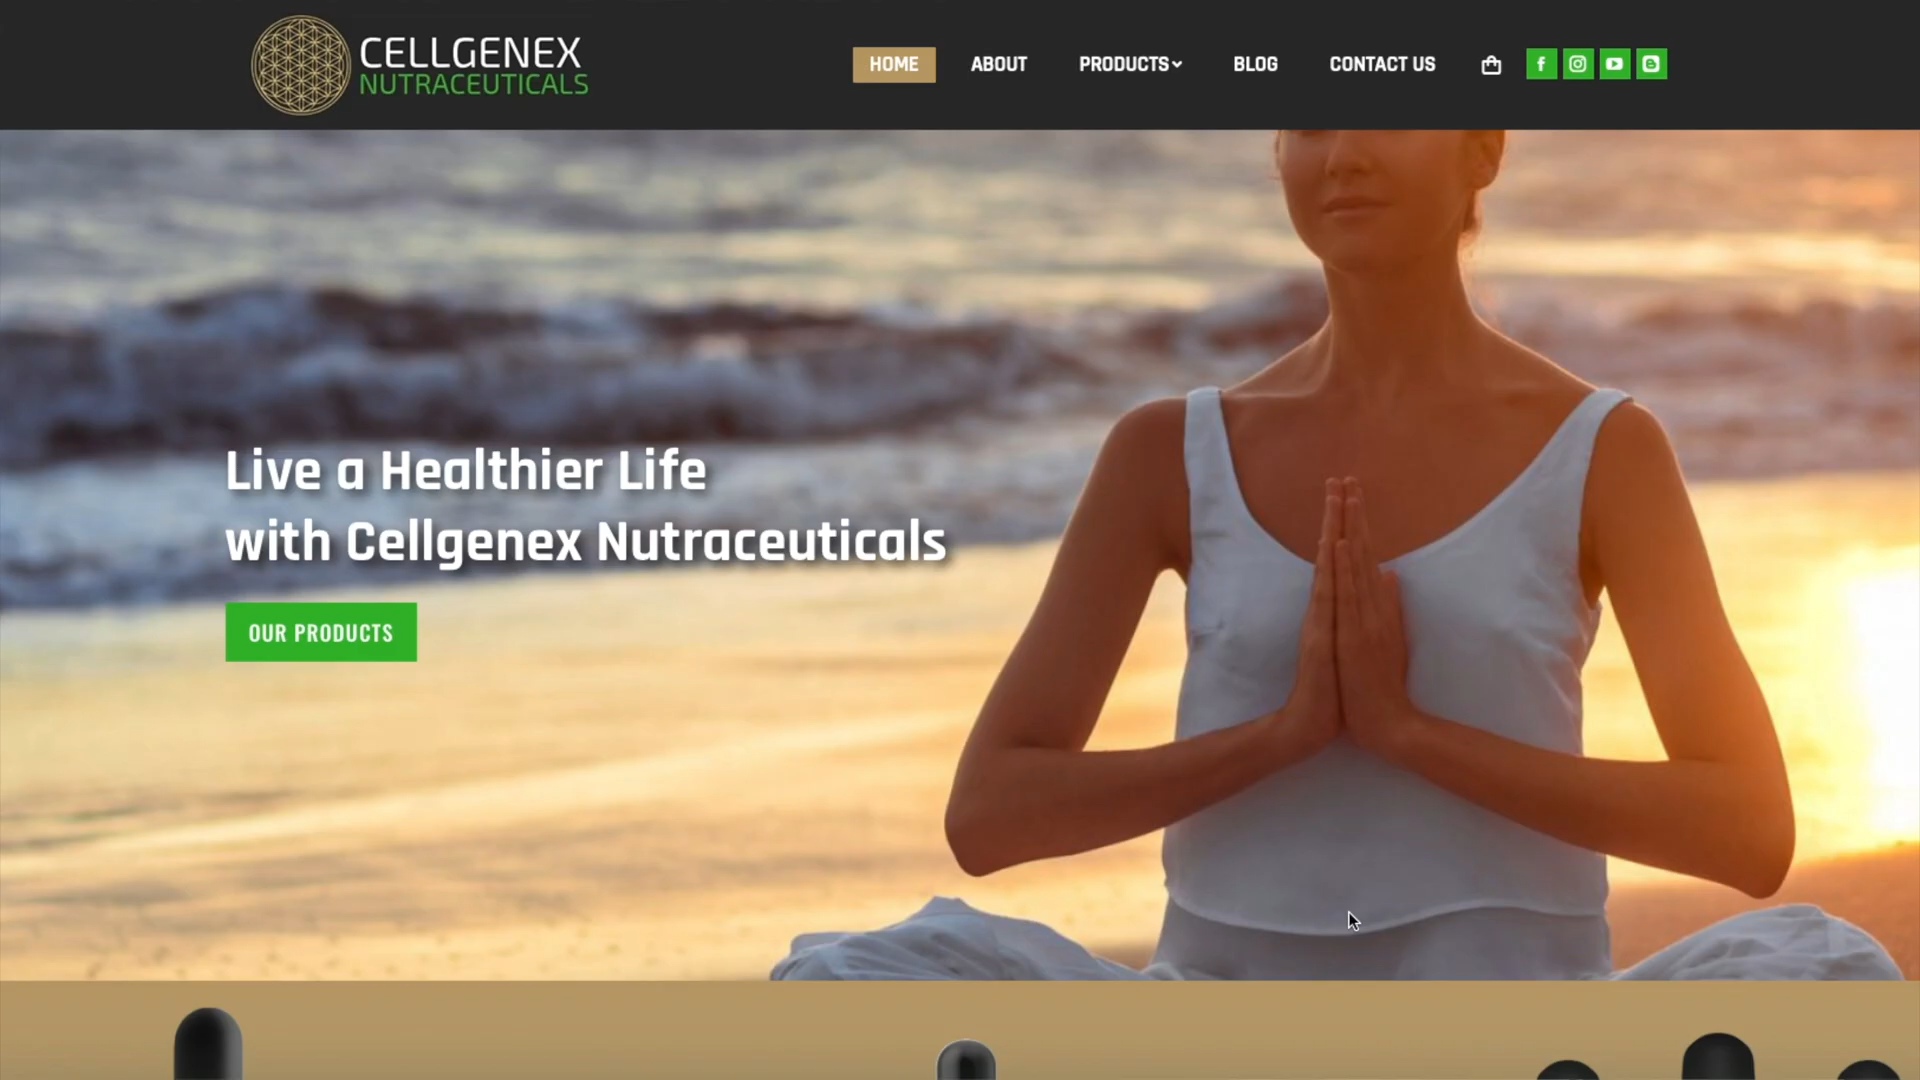 CELLGENEX
NUTRACEUTICALS
HOME
ABOUT
PRODUCTS
BLOG
CONTACT US
Live a Healthier Life
with Cellgenex Nutraceuticals
OUR PRODUCTS